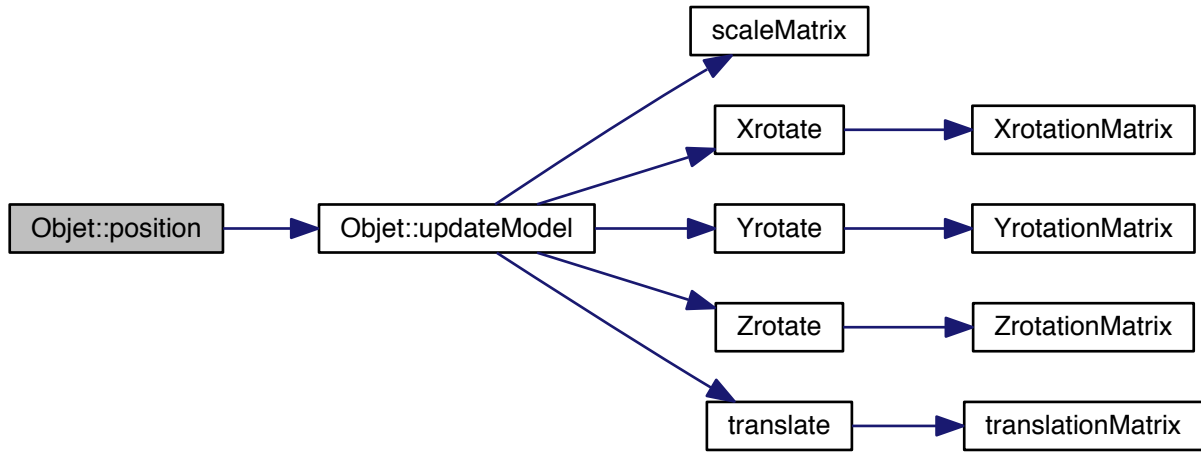 scaleMatrix
Xrotate
XrotationMatrix
Objet::position
Objet::updateModel
Yrotate
YrotationMatrix
Zrotate
ZrotationMatrix
translate
translationMatrix